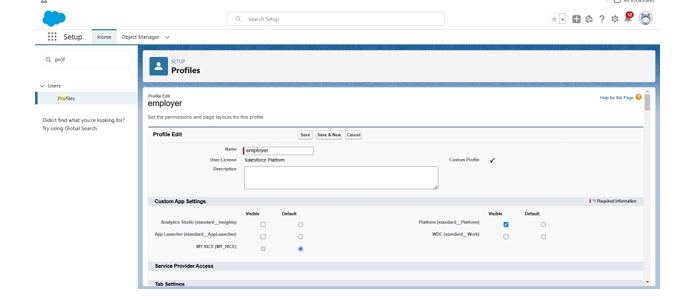 All Bookmarks
Search Setup
Setup
Home
Object Manager
prof
Users
Profiles
Didn't find what you're looking for?
Try using Global Search.
SETUP
Profiles
Profile Edit
employer
Help for this Page
Set the permissions and page layouts for this profile.
Profile Edit
Save
Save & New
Cancel
Name
employer
User License
Salesforce Platform
Custom Profile
Description
Custom App Settings
= Required Information
Visible
Default
Visible
Default
Analytics Studio (standard__Insights)
Platform (standard__Platform)
App Launcher (standard__AppLauncher)
WDC (standard__Work)
MY RICE (MY_RICE)
Service Provider Access
Tab Settings